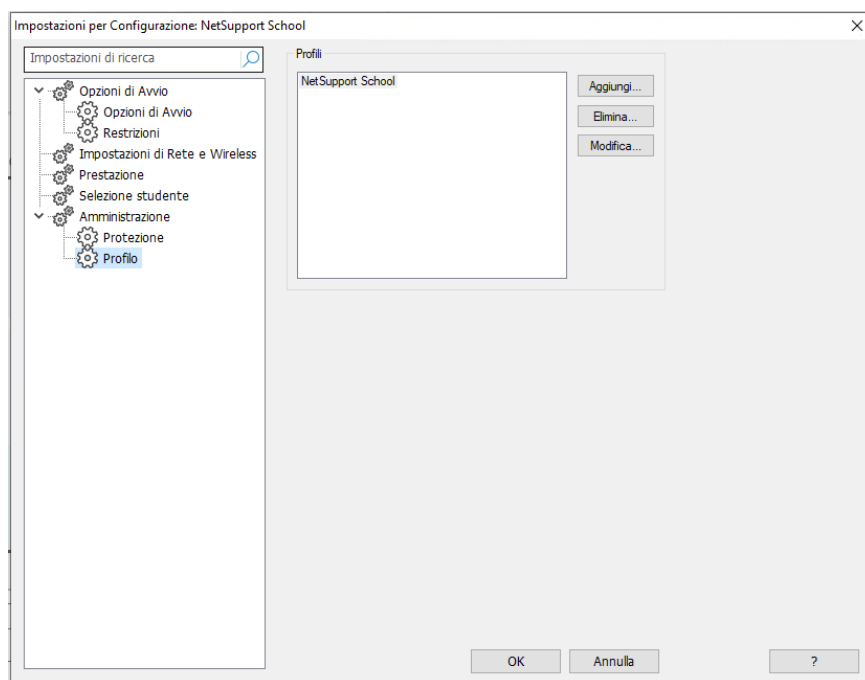 Impostazioni per Configurazione: NetSupport School
Impostazioni di ricerca
Opzioni di Avvio
Opzioni di Avvio
Restrizioni
Impostazioni di Rete e Wireless
Prestazione
Selezione studente
Amministrazione
Protezione
Profilo
Profili
NetSupport School
Aggiungi...
Elimina...
Modifica...
OK
Annulla
?